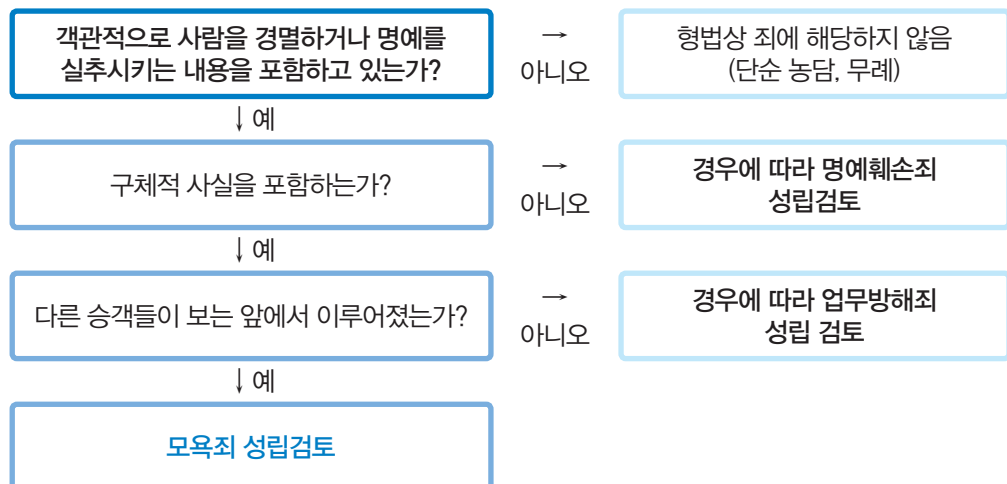 객관적으로 사람을 경멸하거나 명예를
실추시키는 내용을 포함하고 있는가?
→
아니오
형법상 죄에 해당하지 않음
(단순 농담, 무례)
↓ 예
구체적 사실을 포함하는가?
→
아니오
경우에 따라 명예훼손죄
성립검토
↓ 예
다른 승객들이 보는 앞에서 이루어졌는가?
→
아니오
경우에 따라 업무방해죄
성립 검토
↓ 예
모욕죄 성립검토